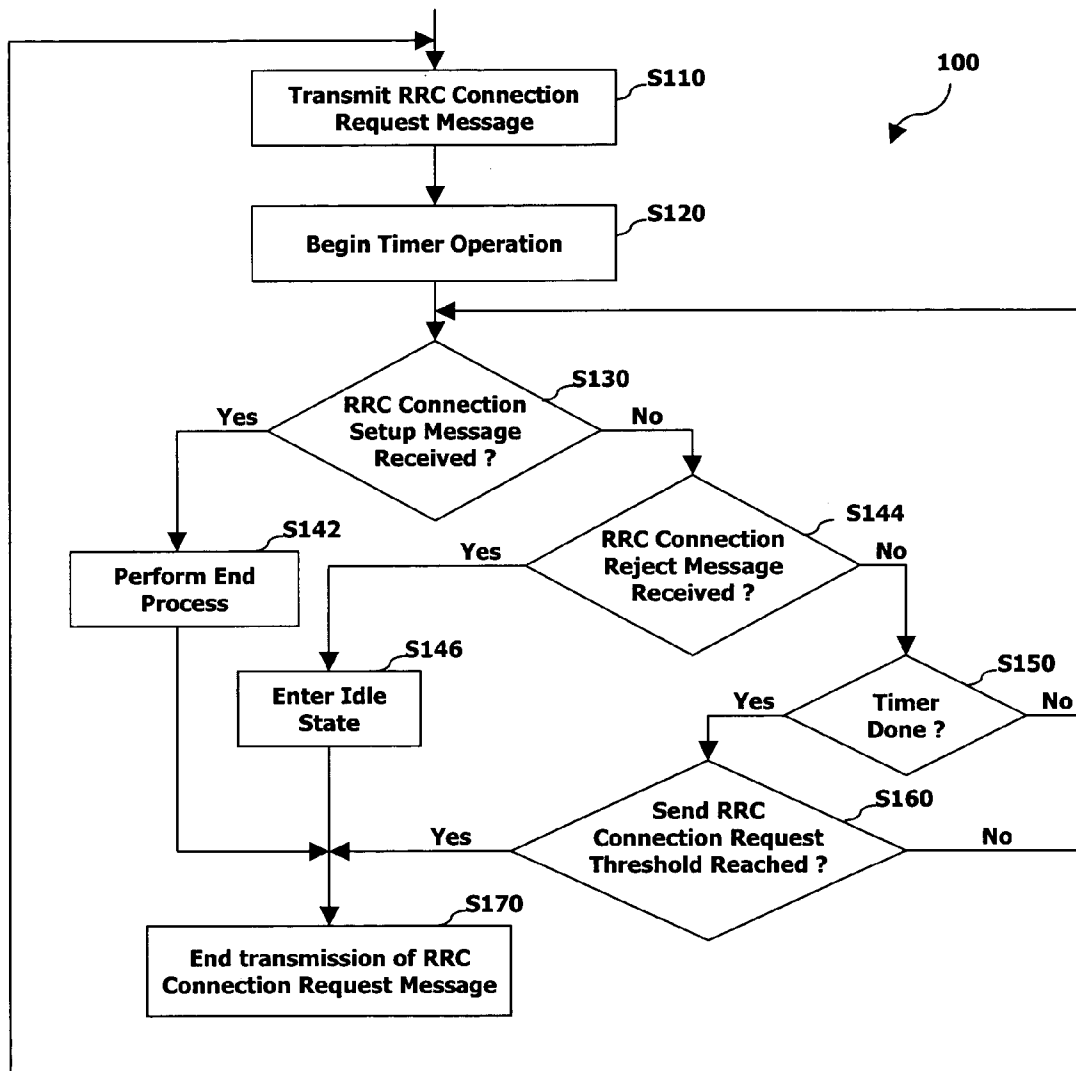 100
S110
Transmit RRC Connection
Request Message
S120
Begin Timer Operation
S130
Yes
RRC Connection
Setup Message
Received ?
No
S142
Perform End
Process
S144
Yes
RRC Connection
Reject Message
Received ?
No
S146
Enter Idle
State
S150
Yes
Timer
Done ?
No
S160
Yes
Send RRC
Connection Request
Threshold Reached ?
No
S170
End transmission of RRC
Connection Request Message